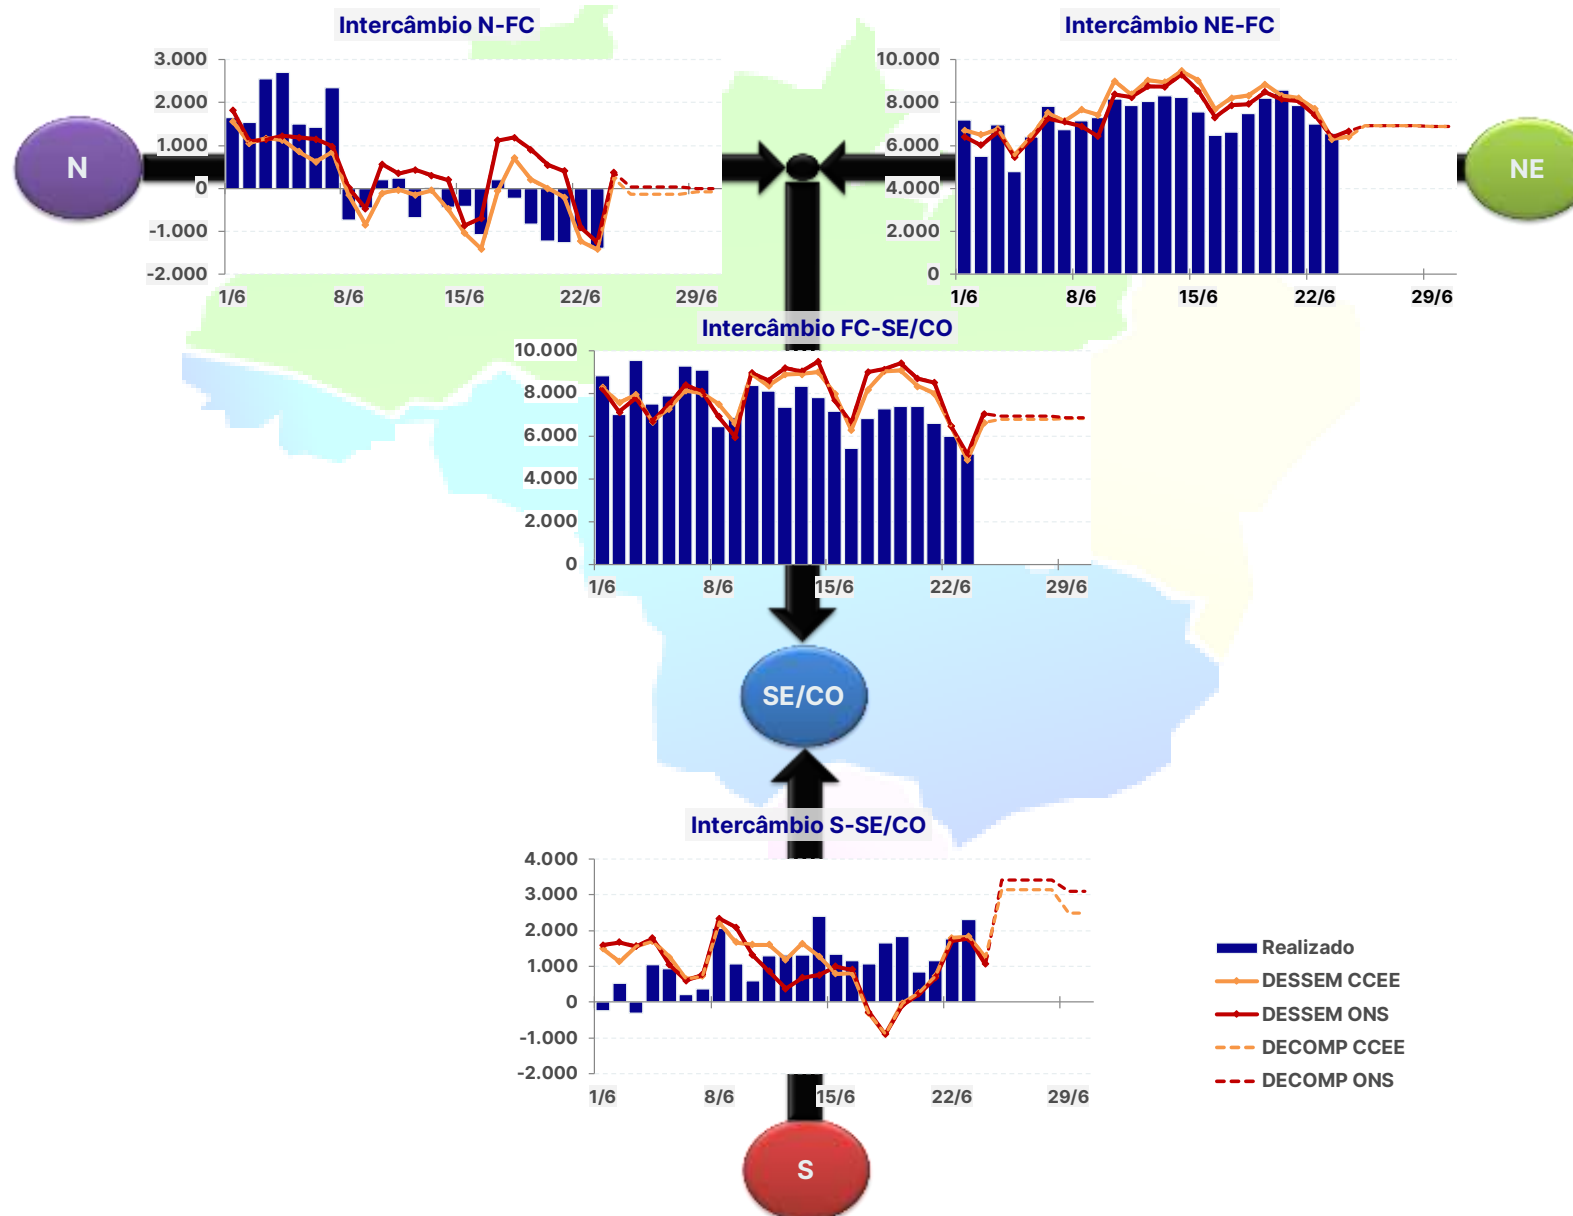 Intercâmbio N-FC
3.000
2.000
1.000
0
-1.000
-2.000
1/6 8/6 15/6 22/6 29/6
Intercâmbio NE-FC
10.000
8.000
6.000
4.000
2.000
0
1/6 8/6 15/6 22/6 29/6
N
NE
Intercâmbio FC-SE/CO
10.000
8.000
6.000
4.000
2.000
0
1/6 8/6 15/6 22/6 29/6
SE/CO
Intercâmbio S-SE/CO
4.000
3.000
2.000
1.000
0
-1.000
-2.000
1/6 8/6 15/6 22/6 29/6
Realizado
DESSEM CCEE
DESSEM ONS
DECOMP CCEE
DECOMP ONS
S